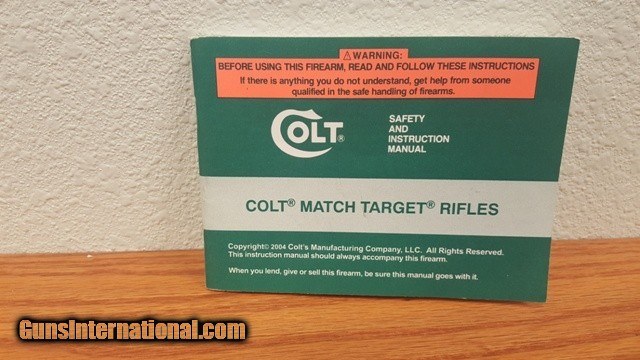 ⚠WARNING:
BEFORE USING THIS FIREARM, READ AND FOLLOW THESE INSTRUCTIONS
If there is anything you do not understand, get help from someone
qualified in the safe handling of firearms.
COLT®
SAFETY
AND
INSTRUCTION
MANUAL
COLT® MATCH TARGET® RIFLES
Copyright© 2004 Colt's Manufacturing Company, LLC. All Rights Reserved.
This instruction manual should always accompany this firearm.
When you lend, give or sell this firearm, be sure this manual goes with it.
GunsInternational.com